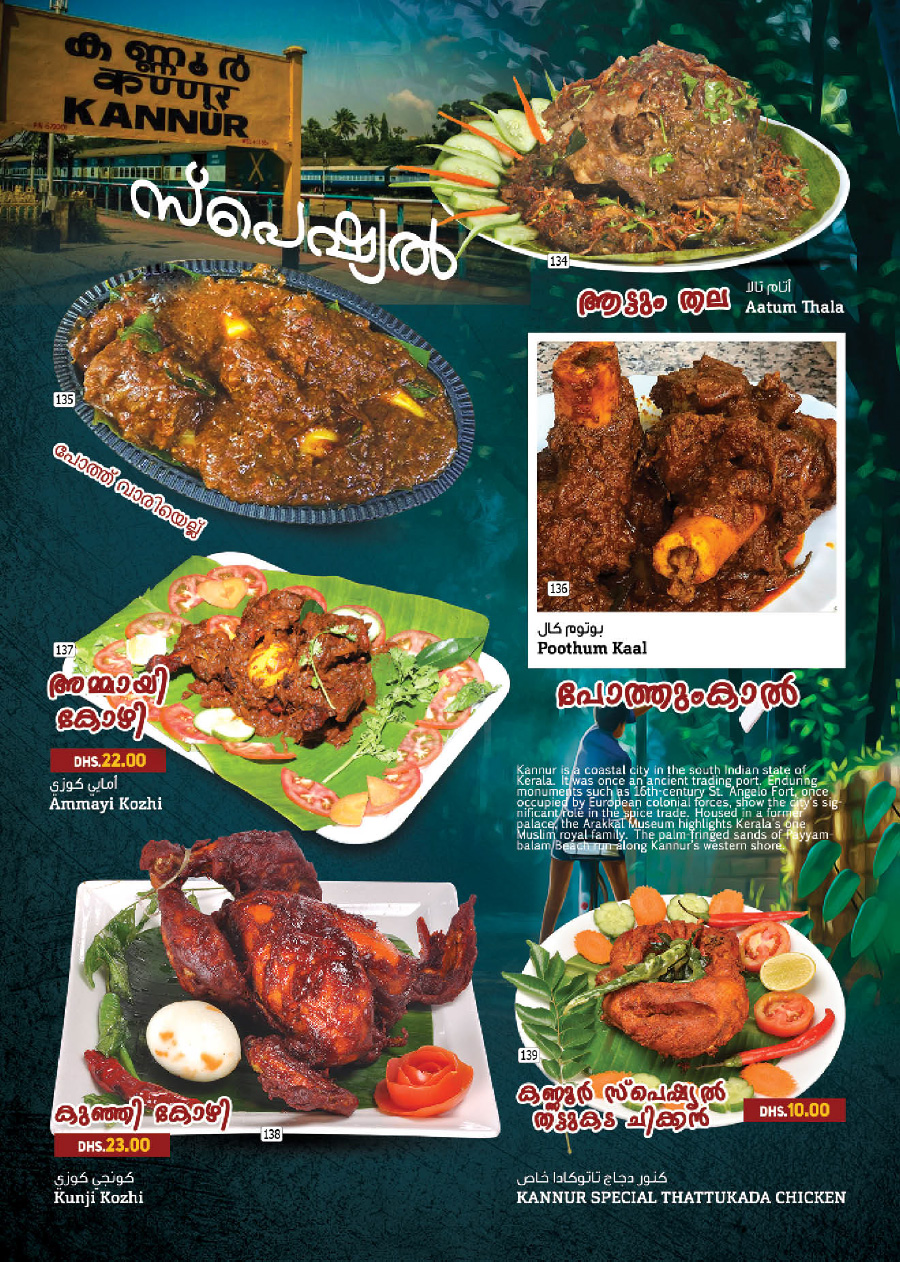 കണ്ണൂർ
कण्णूर
KANNUR
സ്പെഷ്യൽ
134
ആട്ടും തല
أتام تالا
Aatum Thala
135
പോത്ത് വാരിയെല്ല്
136
بوتوم كال
Poothum Kaal
പോത്തുംകാൽ
137
അമ്മായി
കോഴി
DHS.22.00
أمايي كوزي
Ammayi Kozhi
Kannur is a coastal city in the south Indian state of
Kerala. It was once an ancient trading port. Enduring
monuments such as 16th-century St. Angelo Fort, once
occupied by European colonial forces, show the city's sig-
nificant role in the spice trade. Housed in a former
palace, the Arakkal Museum highlights Kerala's one
Muslim royal family. The palm-fringed sands of Payyam-
balam Beach run along Kannur's western shore
കുഞ്ഞി കോഴി
138
DHS.23.00
كونجي كوزي
Kunji Kozhi
139
കണ്ണൂർ സ്പെഷ്യൽ
തട്ടുകട ചിക്കൻ
DHS.10.00
كنور دجاج تاتوكادا خاص
KANNUR SPECIAL THATTUKADA CHICKEN